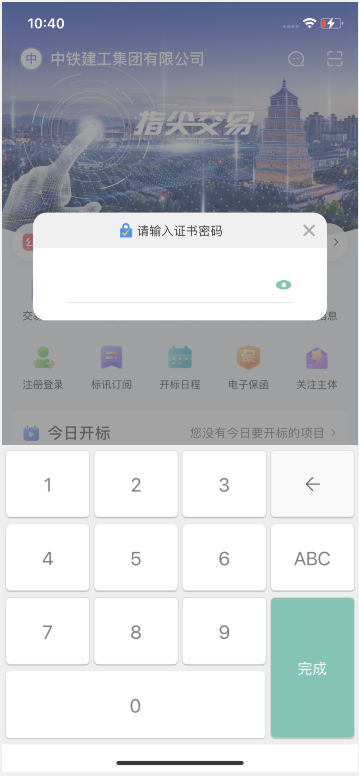 10:40
中 中铁建工集团有限公司
指尖交易
请输入证书密码
注册登录 标讯订阅 开标日程 电子保函 关注主体
今日开标 您没有今日要开标的项目
1 2 3
4 5 6 ABC
7 8 9
完成
0